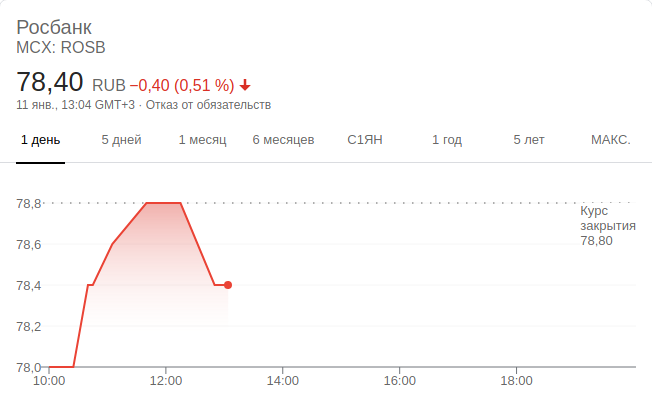 Росбанк
MCX: ROSB
78,40 RUB −0,40 (0,51 %)
11 янв., 13:04 GMT+3 · Отказ от обязательств
1 день 5 дней 1 месяц 6 месяцев С1ЯН 1 год 5 лет МАКС.
78,8
Курс
закрытия
78,80
78,6
78,4
78,2
78,0
10:00 12:00 14:00 16:00 18:00